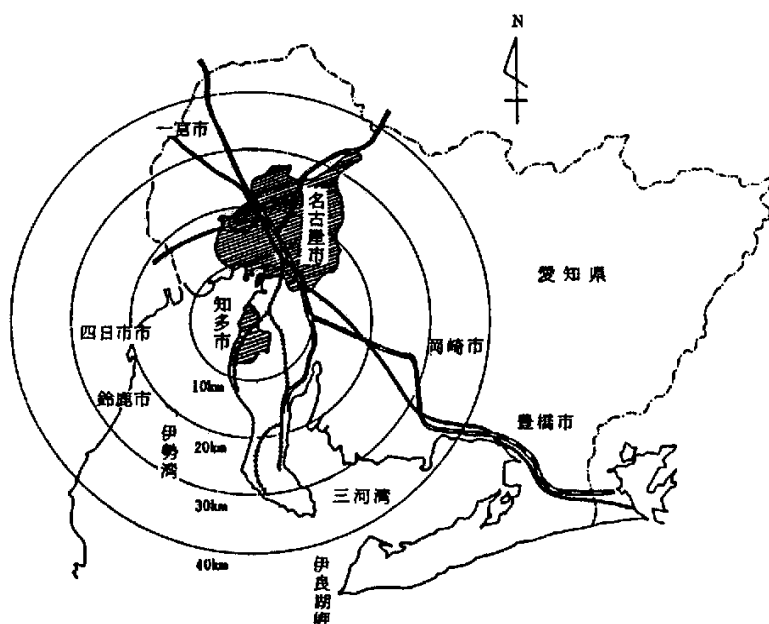 N
一宮市
名古屋市
愛知県
知多市
四日市市
岡崎市
鈴鹿市
10km
豊橋市
伊勢湾
20km
30km
三河湾
40km
伊良湖岬